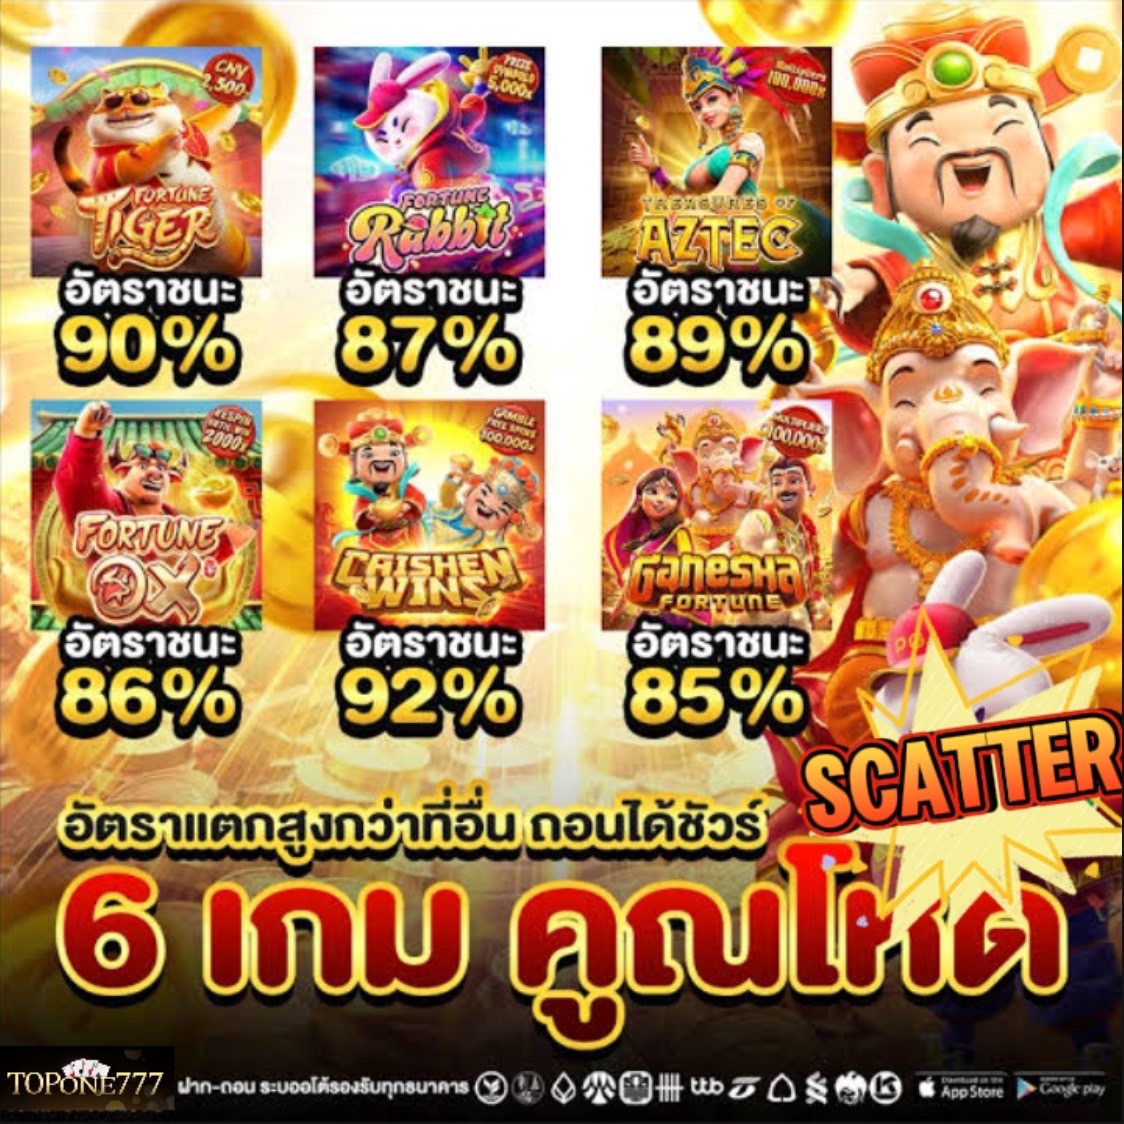 CNY
2,500x
FORTUNE
TIGER
อัตราชนะ
90%
PRIZE
SYMBOLS
5,000x
FORTUNE
Rabbit
อัตราชนะ
87%
Multipliers
100,000x
TREASURES OF
AZTEC
อัตราชนะ
89%
RESPIN
UNTIL WIN
2000x
FORTUNE
OX
อัตราชนะ
86%
FREE SPINS
100,000x
CAISHEN
WINS
อัตราชนะ
92%
MULTIPLIERS
100,000x
Ganesha
FORTUNE
อัตราชนะ
85%
SCATTER
อัตราแตกสูงกว่าที่อื่น ถอนได้ชัวร์
6 เกม คูณโหด
TOPONE777
ฝาก-ถอน ระบบออโต้รองรับทุกธนาคาร ttb
Download on the
App Store
Google play